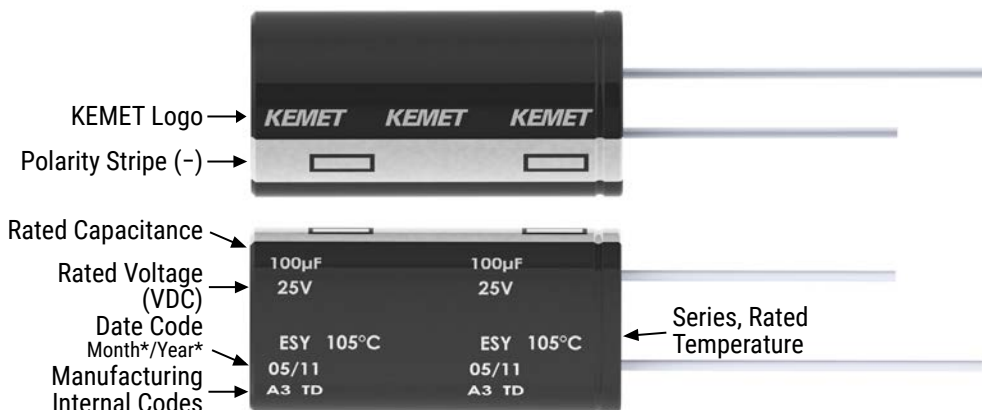 KEMET Logo
KEMET KEMET KEMET
Polarity Stripe (−)
Rated Capacitance
100µF 100µF
Rated Voltage
(VDC)
25V 25V
Date Code
Month*/Year*
ESY 105°C ESY 105°C
Series, Rated
Temperature
05/11 05/11
Manufacturing
Internal Codes
A3 TD A3 TD